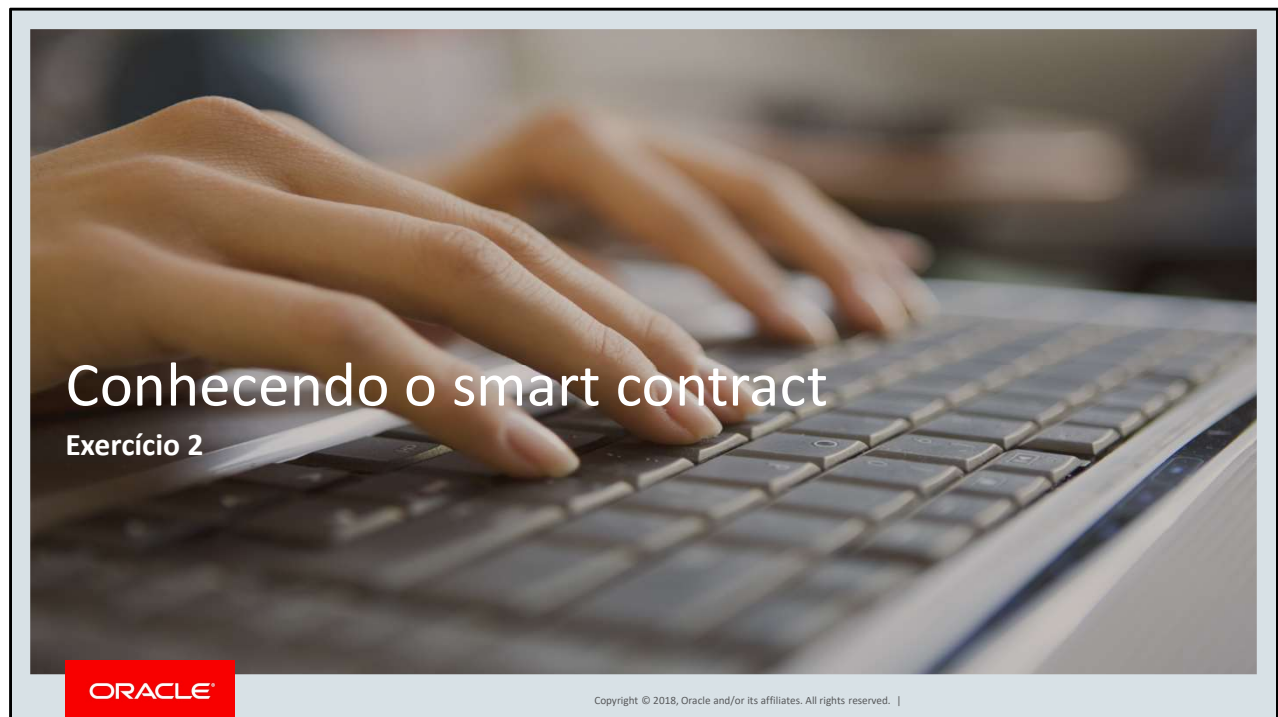 Conhecendo o smart contract
Exercício 2
ORACLE®
Copyright © 2018, Oracle and/or its affiliates. All rights reserved. |